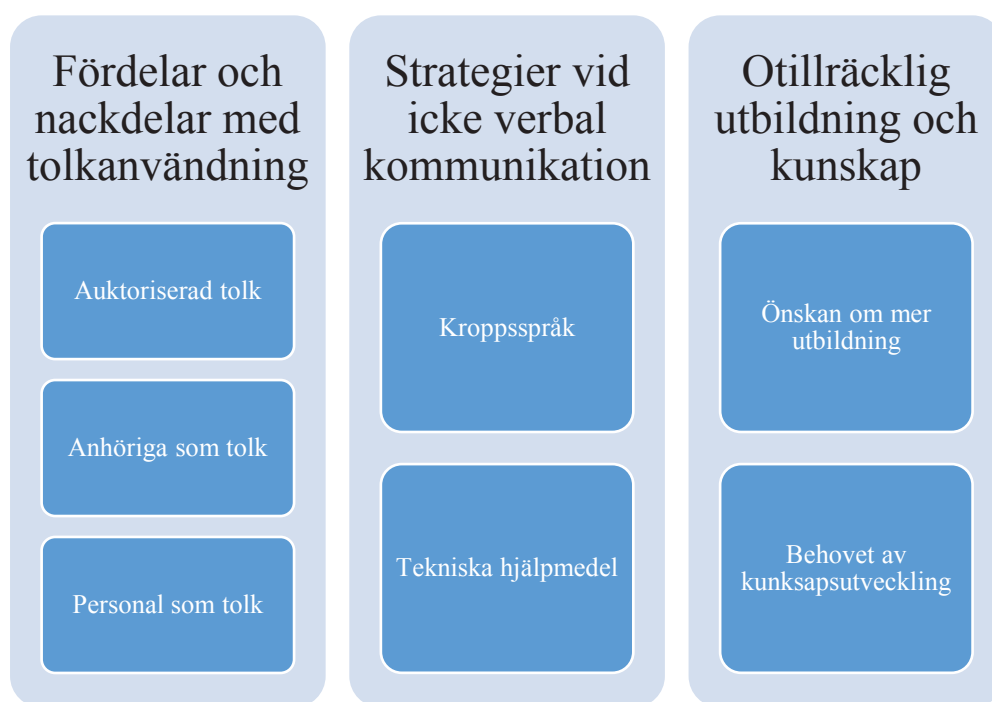 Fördelar och
nackdelar med
tolkanvändning
Auktoriserad tolk
Anhöriga som tolk
Personal som tolk
Strategier vid
icke verbal
kommunikation
Kroppsspråk
Tekniska hjälpmedel
Otillräcklig
utbildning och
kunskap
Önskan om mer
utbildning
Behovet av
kunksapsutveckling